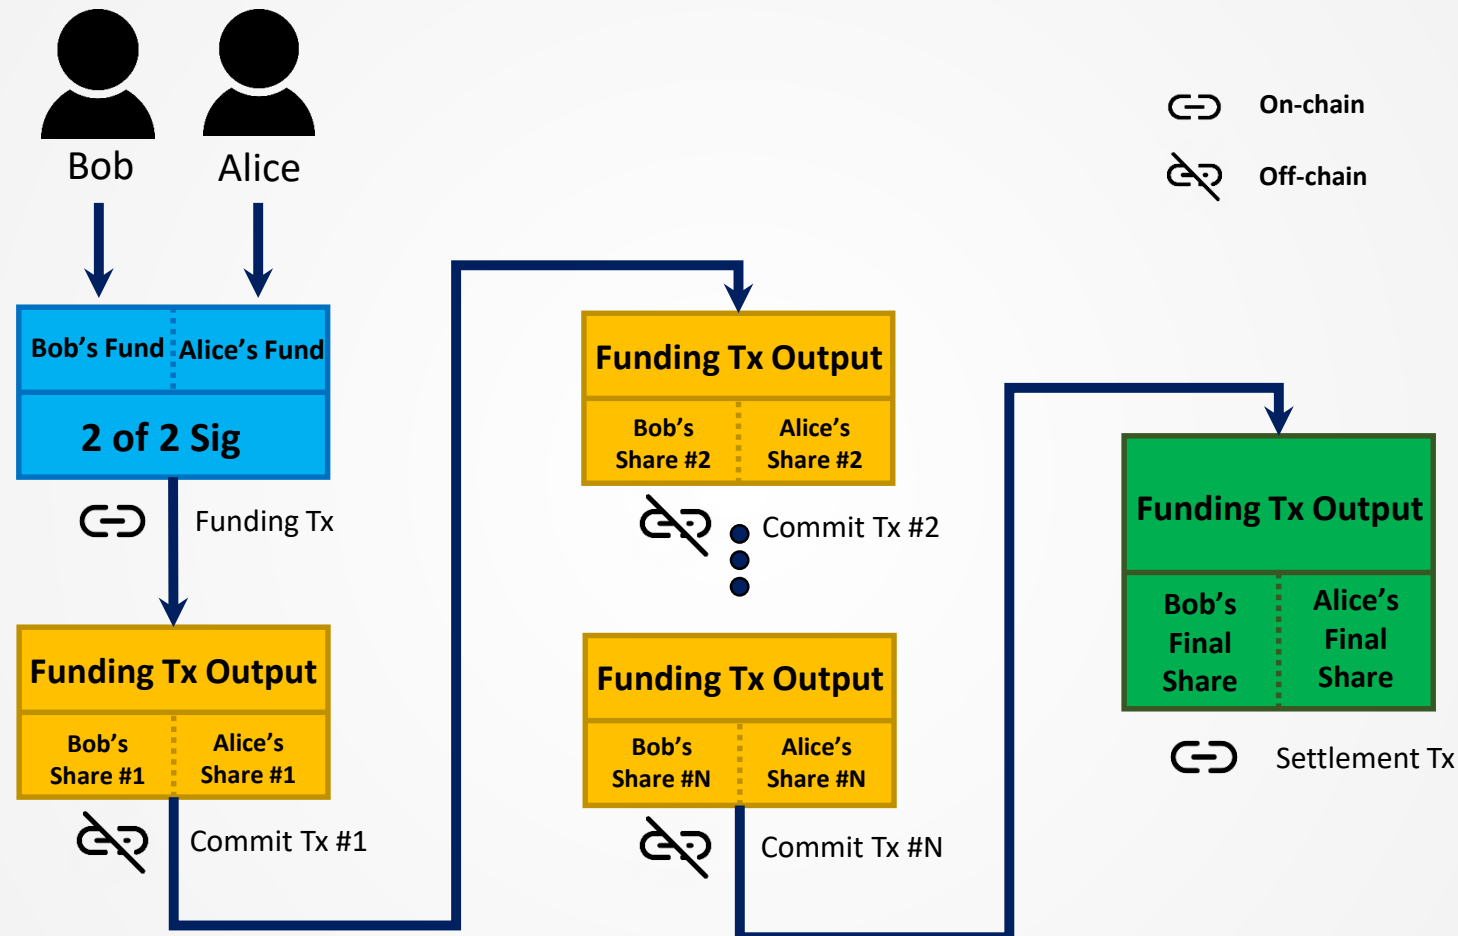 Bob
Alice
On-chain
Off-chain
Bob’s Fund
Alice’s Fund
2 of 2 Sig
Funding Tx
Funding Tx Output
Bob’s
Share #1
Alice’s
Share #1
Commit Tx #1
Funding Tx Output
Bob’s
Share #2
Alice’s
Share #2
Commit Tx #2
Funding Tx Output
Bob’s
Share #N
Alice’s
Share #N
Commit Tx #N
Funding Tx Output
Bob’s
Final
Share
Alice’s
Final
Share
Settlement Tx